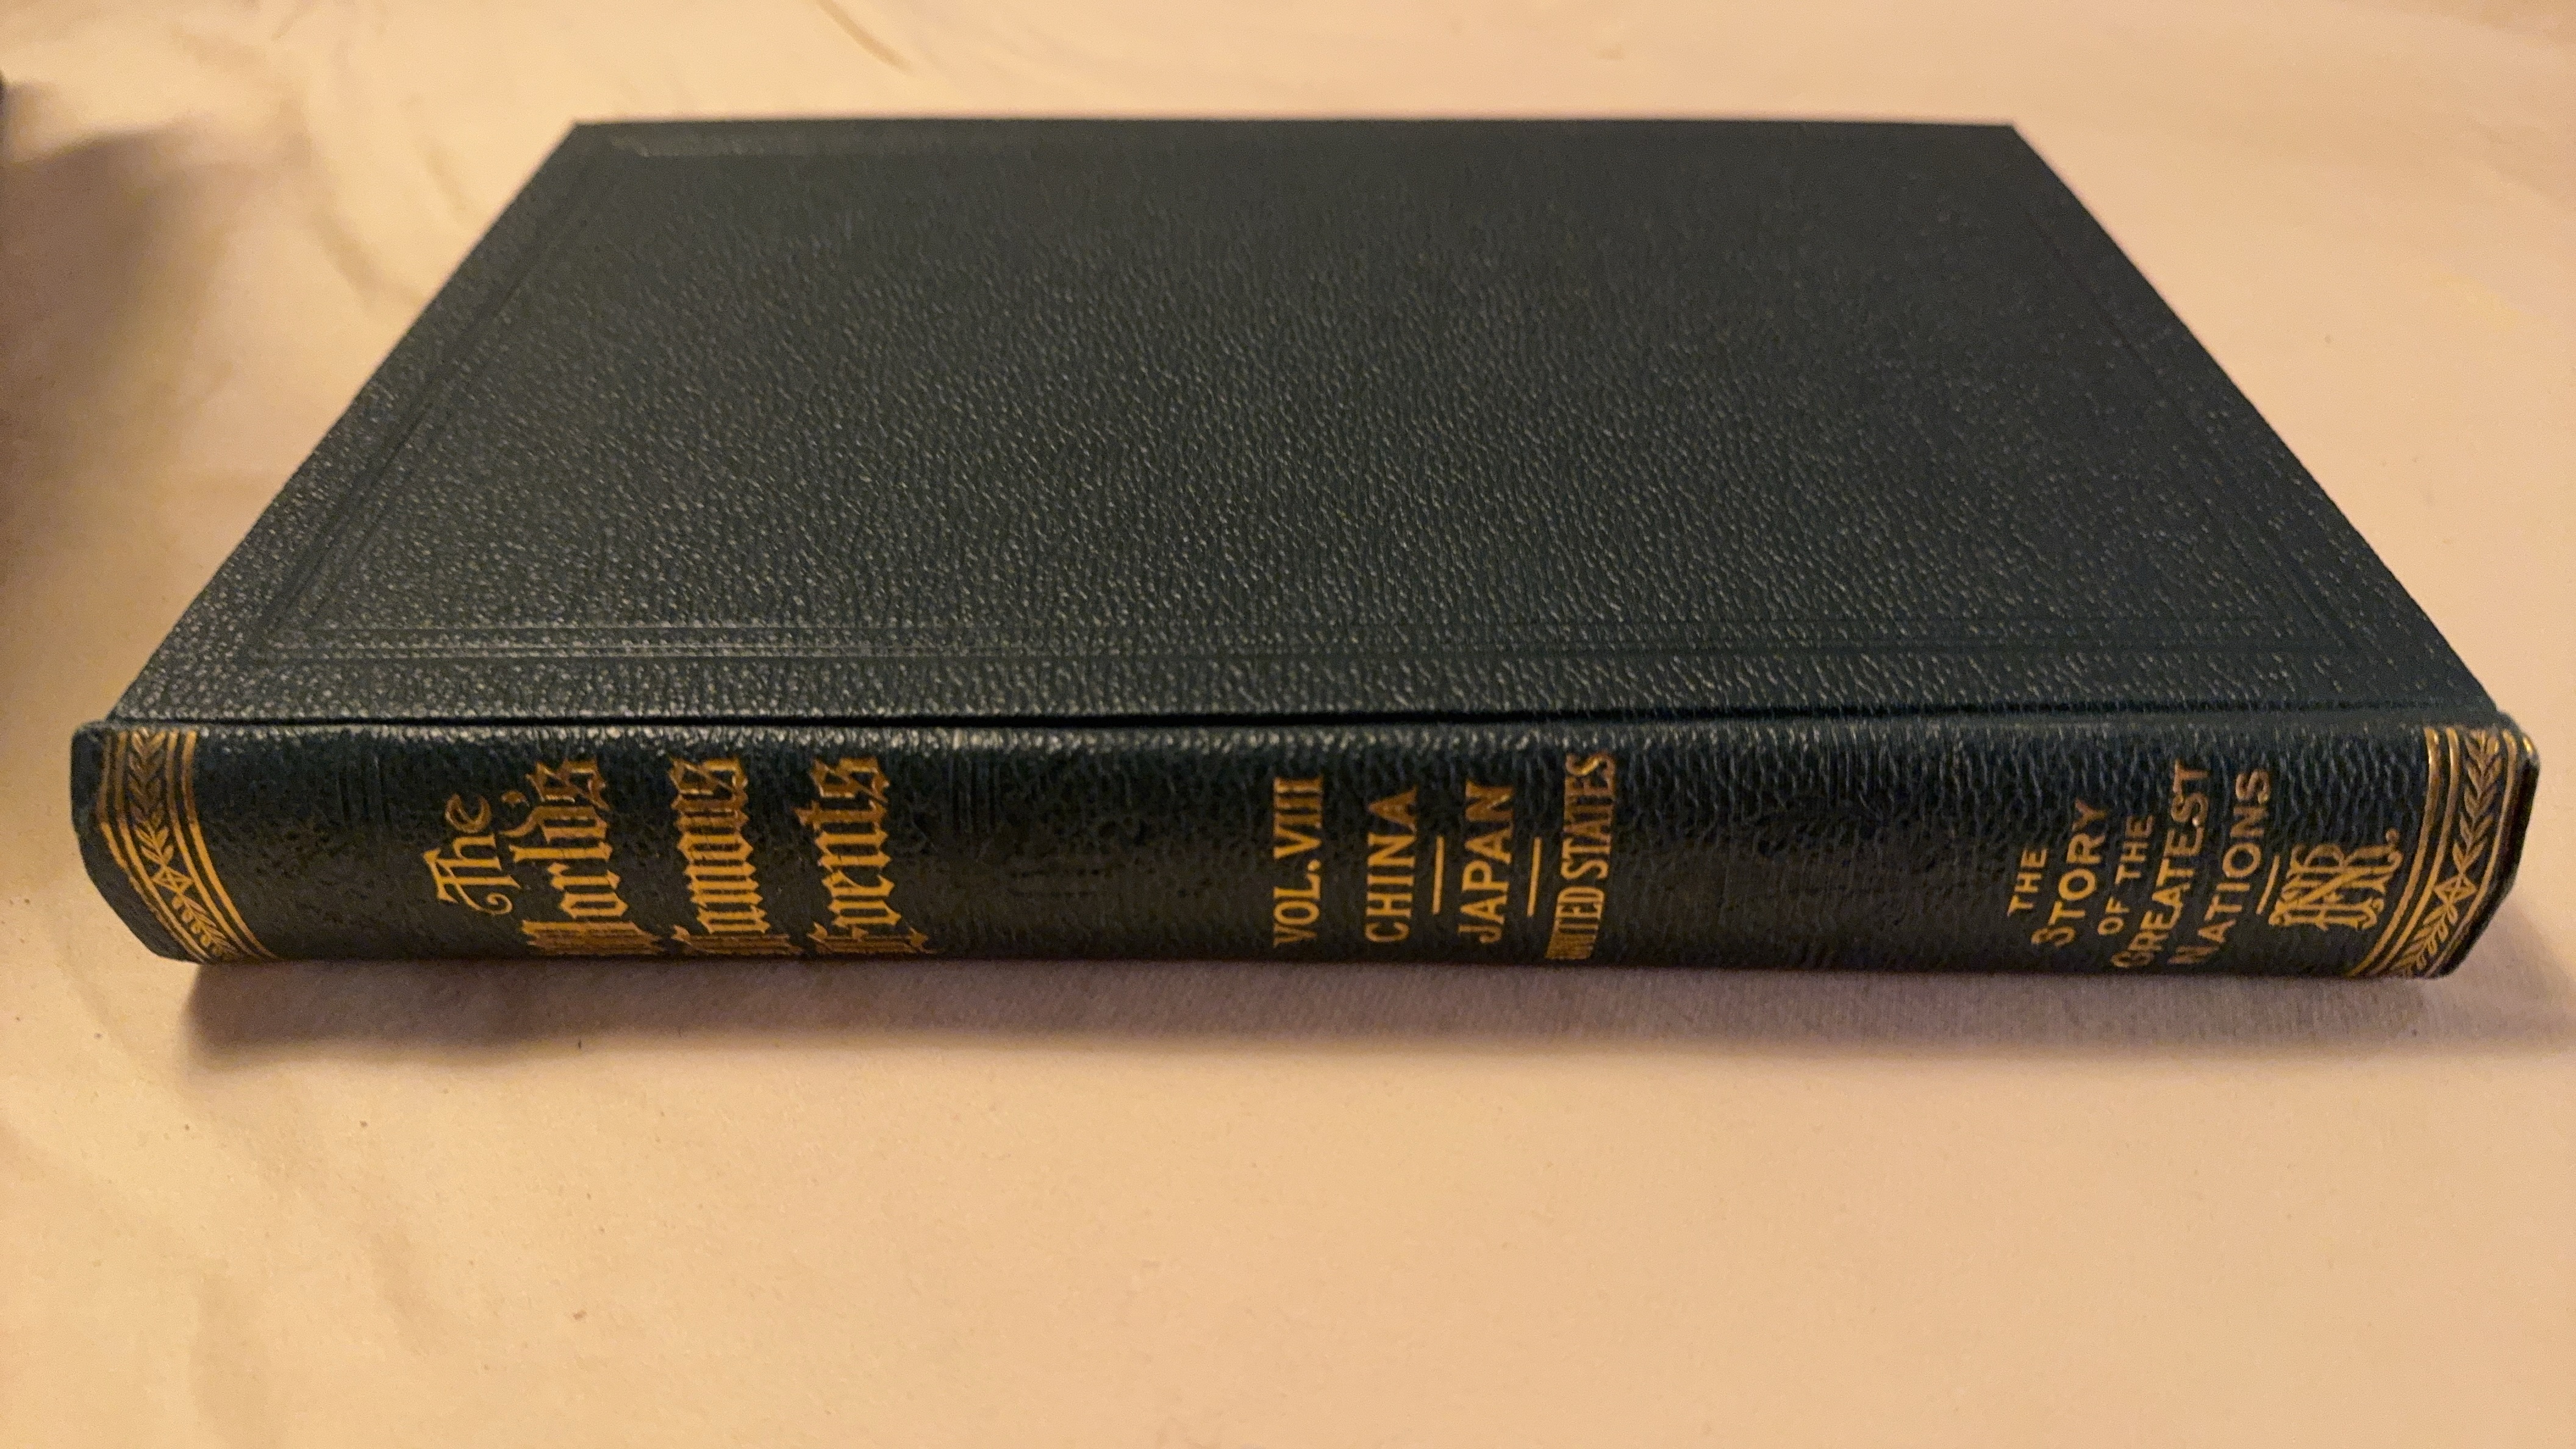 The
World's
Famous
Events
VOL. VIII
CHINA
JAPAN
UNITED STATES
THE
STORY
OF THE
GREATEST
NATIONS